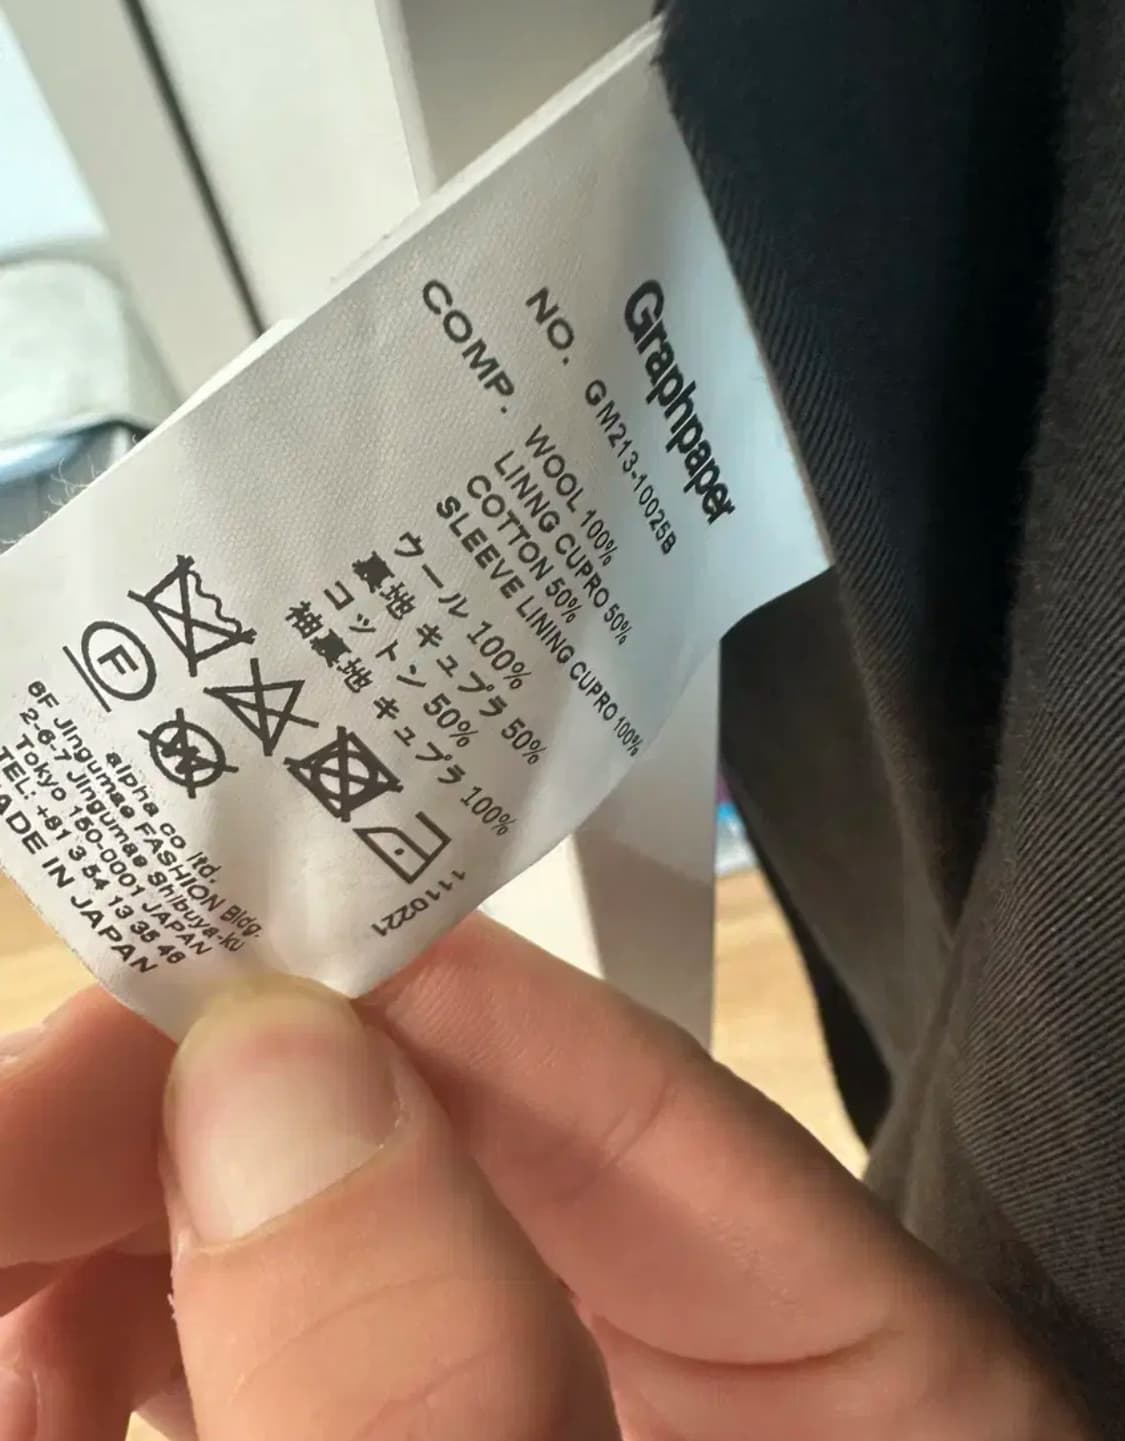 Graphpaper
NO. GM213-10025B
COMP. WOOL 100%
LINNG CUPRO 50%
COTTON 50%
SLEEVE LINING CUPRO 100%
ウール 100%
裏地 キュプラ 50%
コットン 50%
袖裏地 キュプラ 100%
F
W
1110221
alpha co ltd.
6F Jingumae FASHION Bldg.
2-6-7 Jingumae Shibuya-ku
Tokyo 150-0001 JAPAN
TEL: +81 3 54 13 35 46
ADE IN JAPAN